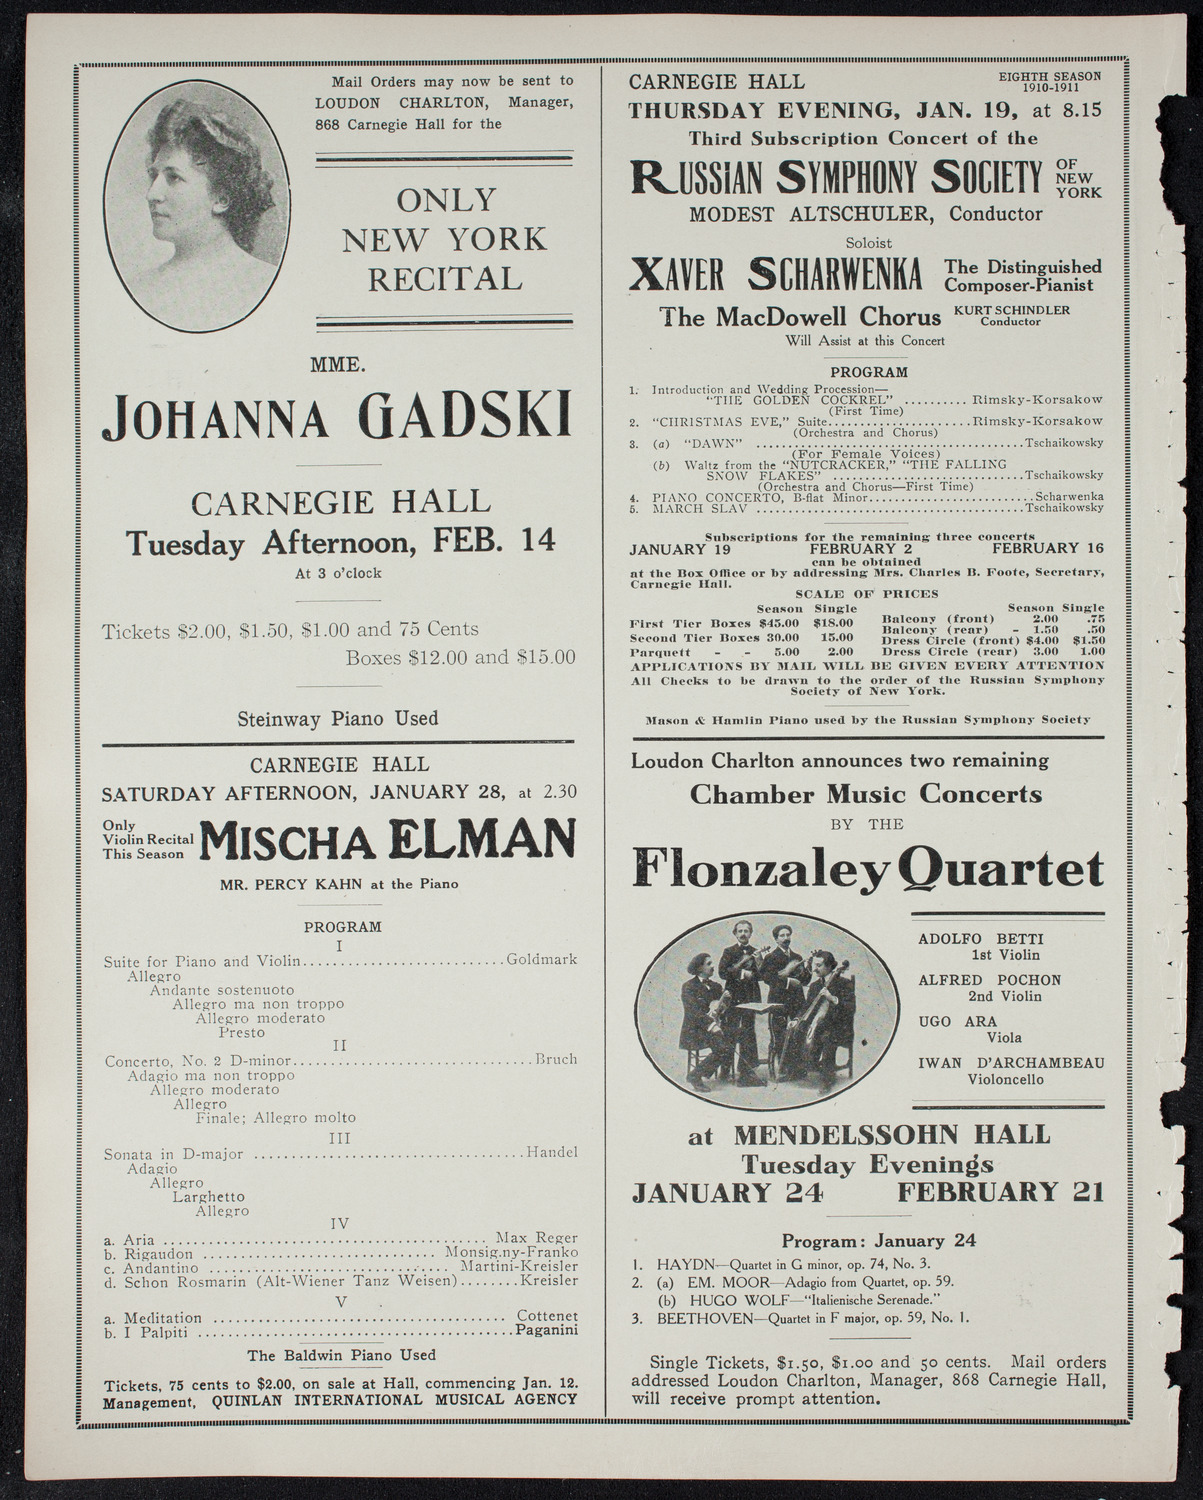 Mail Orders may now be sent to
LOUDON CHARLTON, Manager,
868 Carnegie Hall for the
ONLY
NEW YORK
RECITAL
MME.
JOHANNA GADSKI
CARNEGIE HALL
Tuesday Afternoon, FEB. 14
At 3 o'clock
Tickets $2.00, $1.50, $1.00 and 75 Cents
Boxes $12.00 and $15.00
Steinway Piano Used
CARNEGIE HALL
SATURDAY AFTERNOON, JANUARY 28, at 2.30
Only
Violin Recital
This Season
MISCHA ELMAN
MR. PERCY KAHN at the Piano
PROGRAM
I
Suite for Piano and Violin..........................Goldmark
Allegro
Andante sostenuto
Allegro ma non troppo
Allegro moderato
Presto
II
Concerto, No. 2 D-minor..............................Bruch
Adagio ma non troppo
Allegro moderato
Allegro
Finale; Allegro molto
III
Sonata in D-major ..................................Handel
Adagio
Allegro
Larghetto
Allegro
IV
a. Aria ......................................... Max Reger
b. Rigaudon ............................. Monsig.ny-Franko
c. Andantino .............................. Martini-Kreisler
d. Schon Rosmarin (Alt-Wiener Tanz Weisen)........Kreisler
V
a. Meditation ..................................... Cottenet
b. I Palpiti ........................................Paganini
The Baldwin Piano Used
Tickets, 75 cents to $2.00, on sale at Hall, commencing Jan. 12.
Management, QUINLAN INTERNATIONAL MUSICAL AGENCY
CARNEGIE HALL
EIGHTH SEASON
1910-1911
THURSDAY EVENING, JAN. 19, at 8.15
Third Subscription Concert of the
RUSSIAN SYMPHONY SOCIETY OF NEW YORK
MODEST ALTSCHULER, Conductor
Soloist
XAVER SCHARWENKA The Distinguished Composer-Pianist
The MacDowell Chorus KURT SCHINDLER Conductor
Will Assist at this Concert
PROGRAM
1. Introduction and Wedding Procession—
"THE GOLDEN COCKREL" ......... Rimsky-Korsakow
(First Time)
2. "CHRISTMAS EVE," Suite.....................Rimsky-Korsakow
(Orchestra and Chorus)
3. (a) "DAWN" .......................................Tschaikowsky
(For Female Voices)
(b) Waltz from the "NUTCRACKER," "THE FALLING
SNOW FLAKES" ............................Tschaikowsky
(Orchestra and Chorus—First Time)
4. PIANO CONCERTO, B-flat Minor........................Scharwenka
5. MARCH SLAV .......................................Tschaikowsky
Subscriptions for the remaining three concerts
JANUARY 19 FEBRUARY 2 FEBRUARY 16
can be obtained
at the Box Office or by addressing Mrs. Charles B. Foote, Secretary,
Carnegie Hall.
SCALE OF PRICES
Season Single
First Tier Boxes $45.00 $18.00
Second Tier Boxes 30.00 15.00
Parquett - - 5.00 2.00
Season Single
Balcony (front) 2.00 .75
Balcony (rear) - 1.50 .50
Dress Circle (front) $4.00 $1.50
Dress Circle (rear) 3.00 1.00
APPLICATIONS BY MAIL WILL BE GIVEN EVERY ATTENTION
All Checks to be drawn to the order of the Russian Symphony
Society of New York.
Mason & Hamlin Piano used by the Russian Symphony Society
Loudon Charlton announces two remaining
Chamber Music Concerts
BY THE
Flonzaley Quartet
ADOLFO BETTI
1st Violin
ALFRED POCHON
2nd Violin
UGO ARA
Viola
IWAN D'ARCHAMBEAU
Violoncello
at MENDELSSOHN HALL
Tuesday Evenings
JANUARY 24 FEBRUARY 21
Program: January 24
1. HAYDN—Quartet in G minor, op. 74, No. 3.
2. (a) EM. MOOR—Adagio from Quartet, op. 59.
(b) HUGO WOLF—"Italienische Serenade."
3. BEETHOVEN—Quartet in F major, op. 59, No. 1.
Single Tickets, $1.50, $1.00 and 50 cents. Mail orders
addressed Loudon Charlton, Manager, 868 Carnegie Hall,
will receive prompt attention.